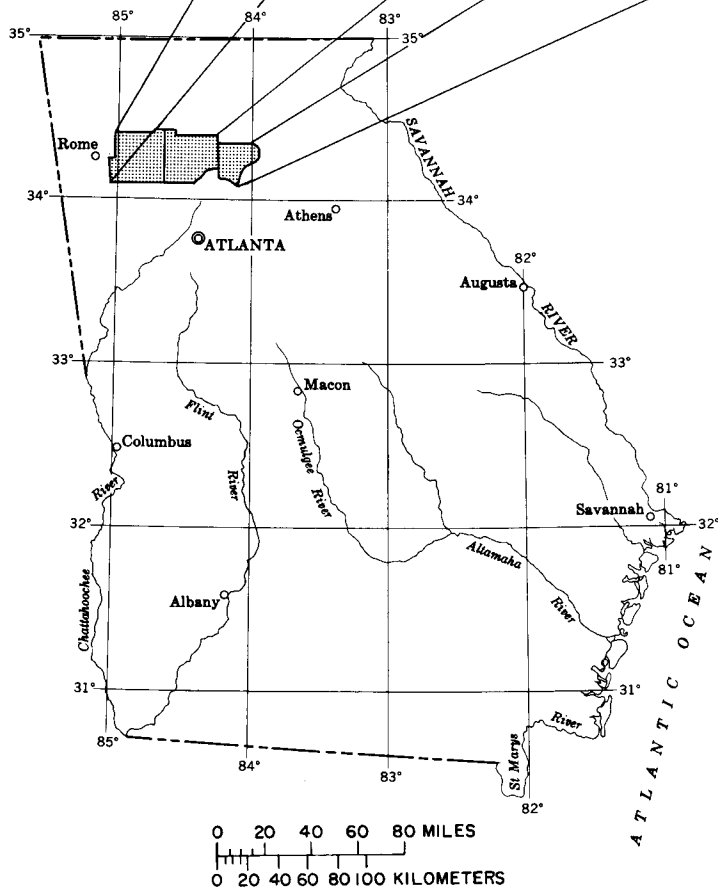 85° 84° 83°
35° 35°
SAVANNAH
Rome
34° 34°
Athens
ATLANTA
82°
Augusta
RIVER
33° 33°
Macon
Flint
Columbus
Ocmulgee
River
River
River
Savannah
81°
32° 32°
81°
Altamaha
River
Albany
Chattahoochee
31° 31°
River
St Marys
85°
84°
83°
82°
ATLANTIC OCEAN
0 20 40 60 80 MILES
0 20 40 60 80 100 KILOMETERS